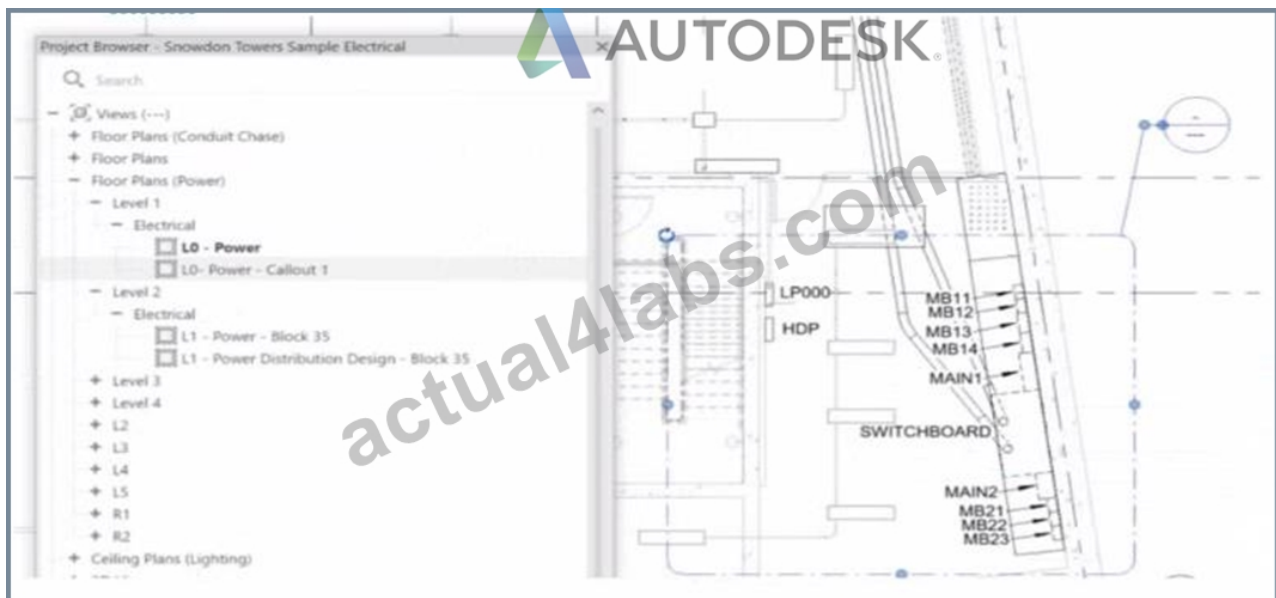 AUTODESK
Project Browser - Snowdon Towers Sample Electrical
Search
Views (---)
Floor Plans (Conduit Chase)
Floor Plans
Floor Plans (Power)
Level 1
Electrical
L0 - Power
L0- Power - Callout 1
Level 2
Electrical
L1 - Power - Block 35
L1 - Power Distribution Design - Block 35
Level 3
Level 4
L2
L3
L4
L5
R1
R2
Ceiling Plans (Lighting)
LP000
HDP
MB11
MB12
MB13
MB14
MAIN1
SWITCHBOARD
MAIN2
MB21
MB22
MB23
actual4labs.com